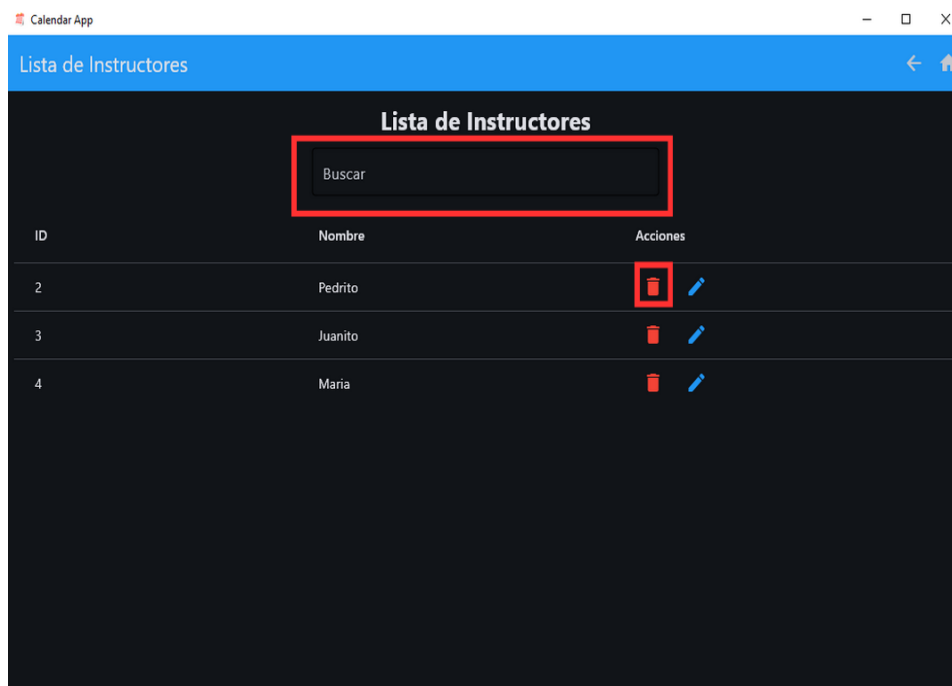 Calendar App
Lista de Instructores
Lista de Instructores
Buscar
ID Nombre Acciones
2 Pedrito
3 Juanito
4 Maria